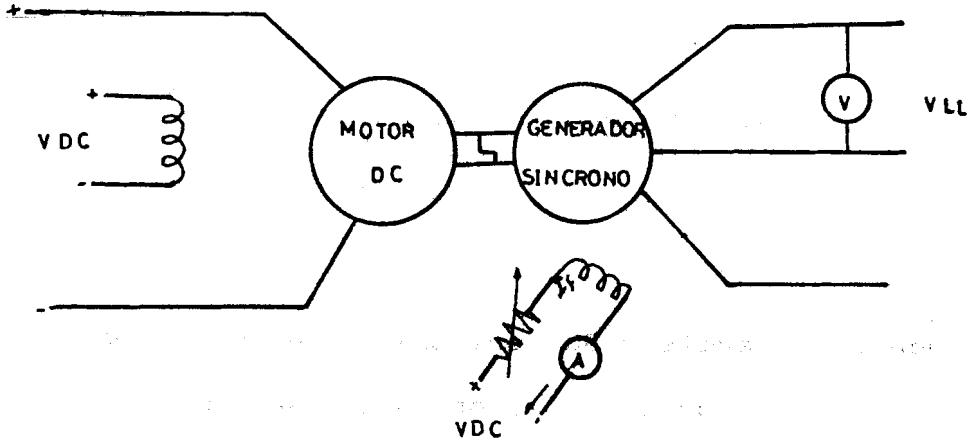 +
+
VDC
-
-
MOTOR
DC
GENERADOR
SINCRONO
V
VLL
If
A
VDC